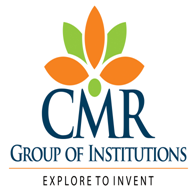 CMR
GROUP OF INSTITUTIONS
EXPLORE TO INVENT